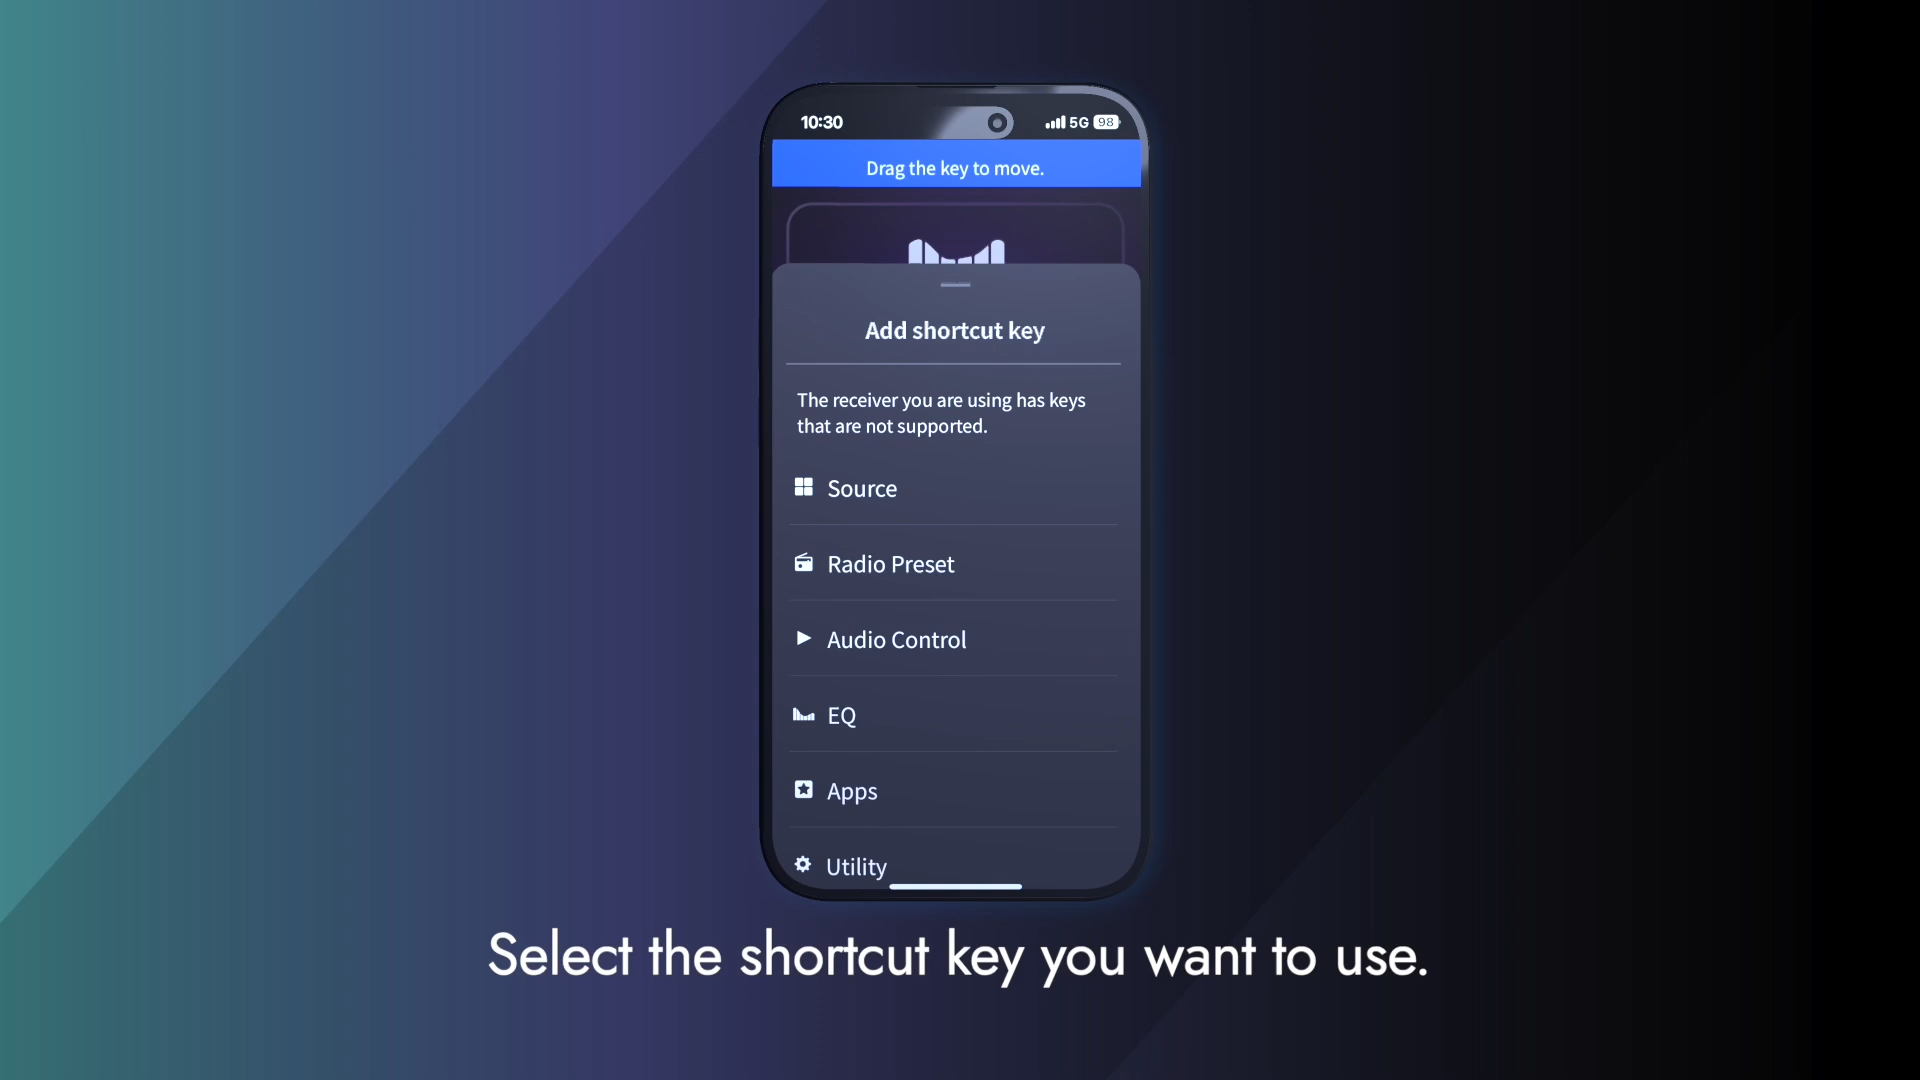 10:30
5G 98
Drag the key to move.
Add shortcut key
The receiver you are using has keys
that are not supported.
Source
Radio Preset
Audio Control
EQ
Apps
Utility
Select the shortcut key you want to use.